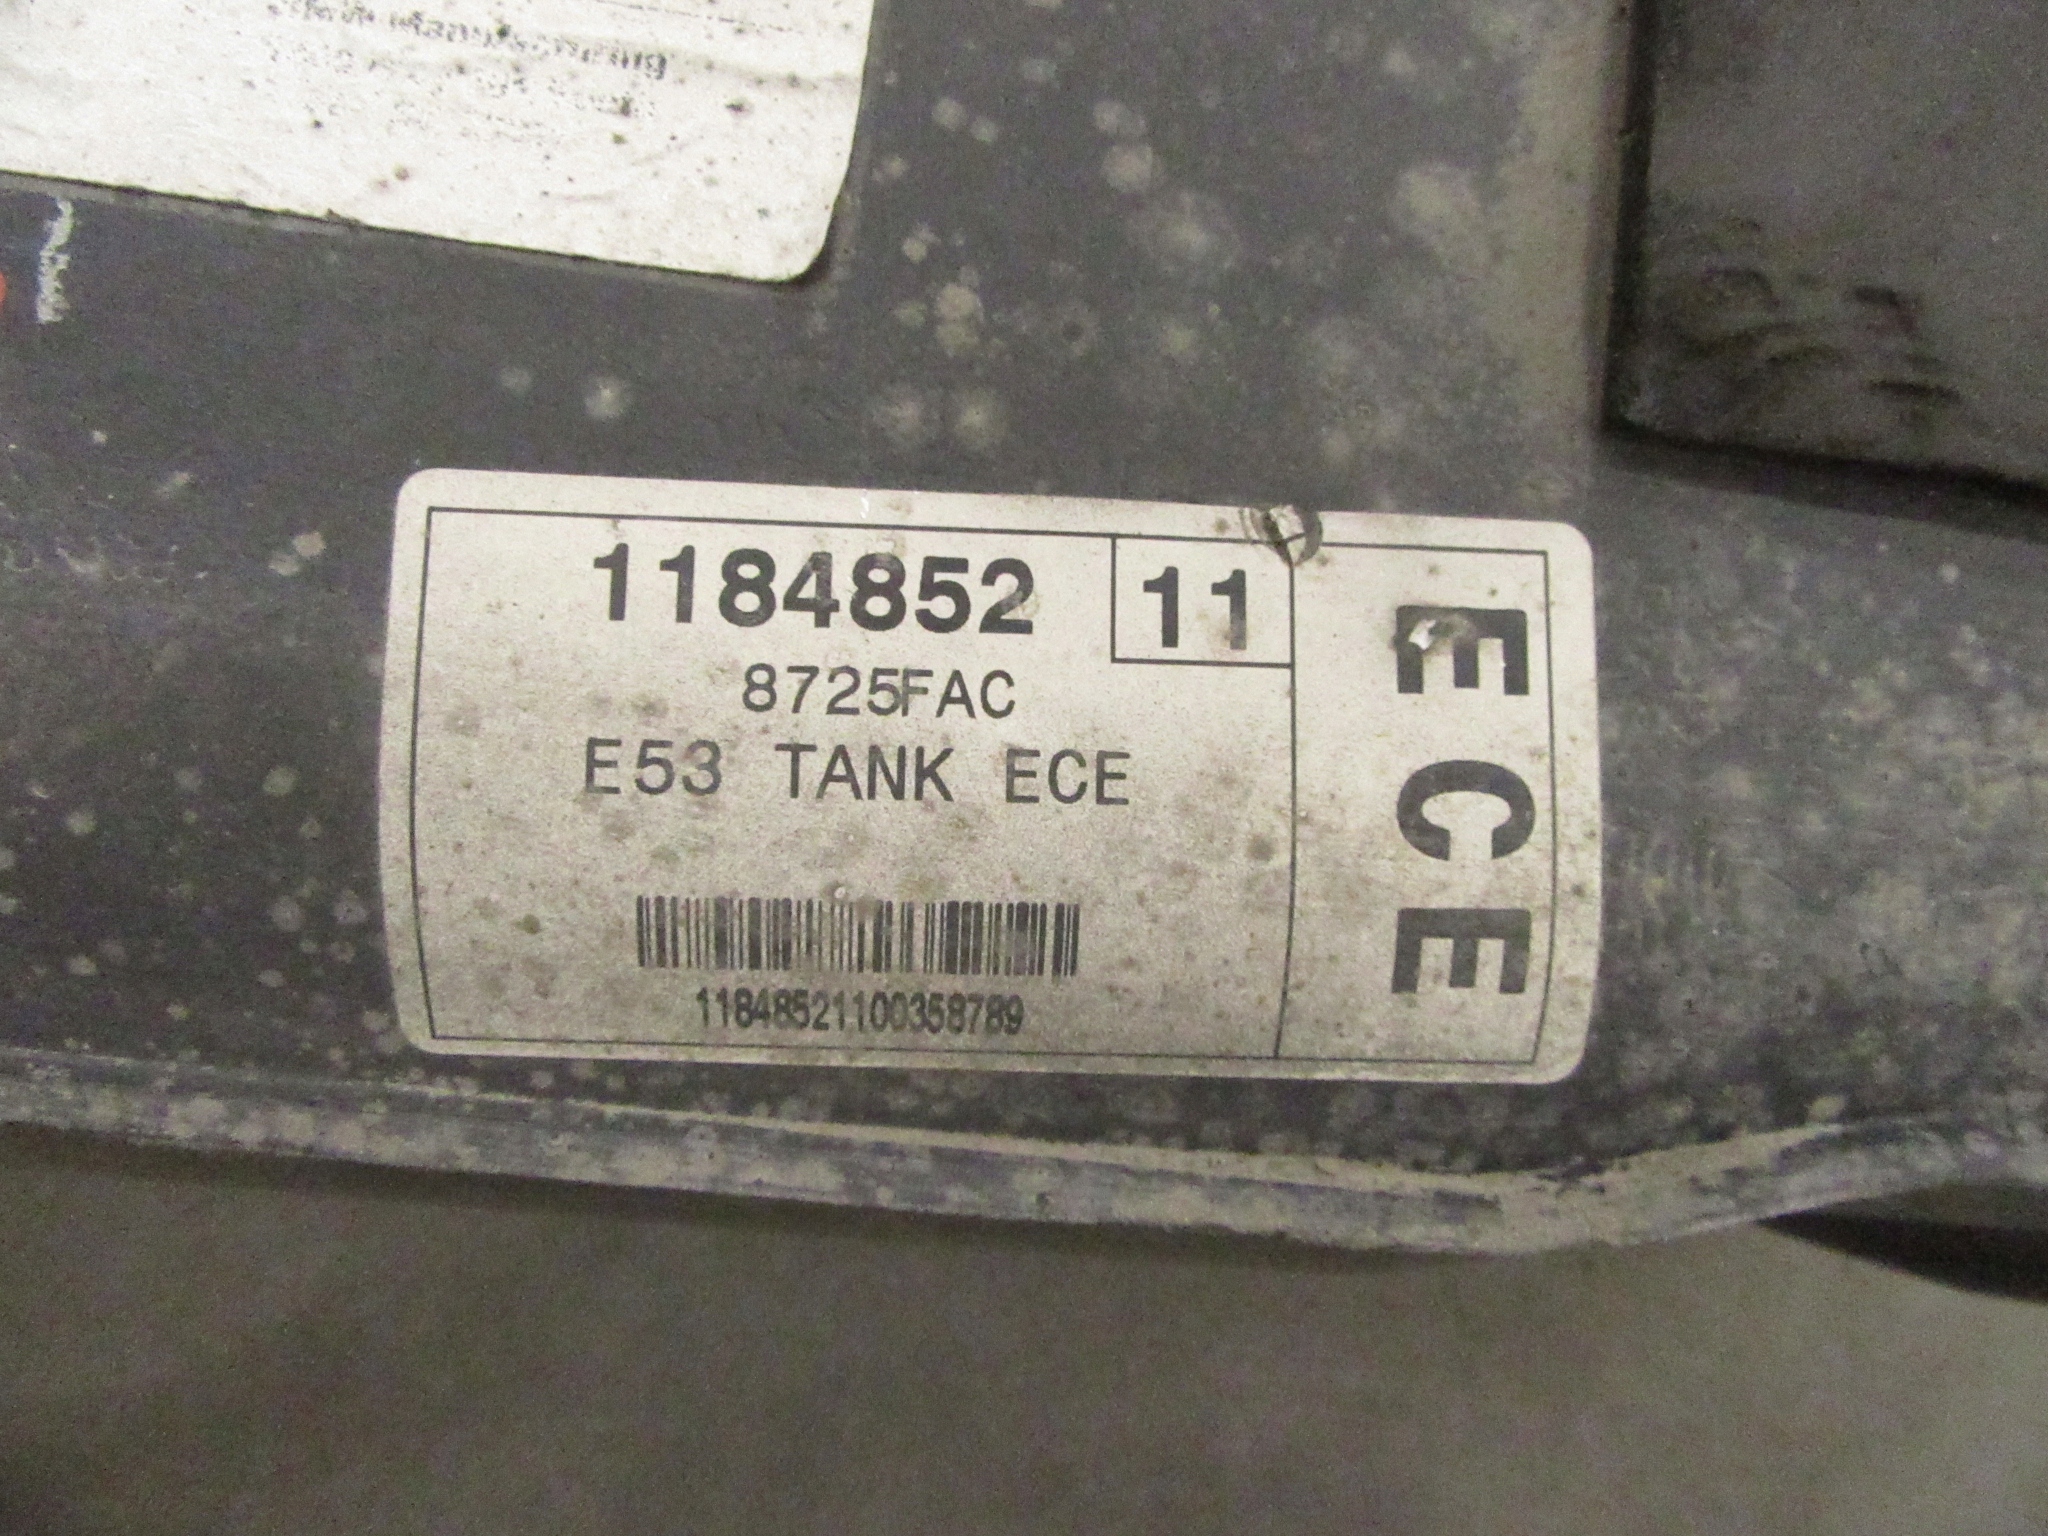 1184852 11
8725FAC
E53 TANK ECE
11848521100358789
ECE